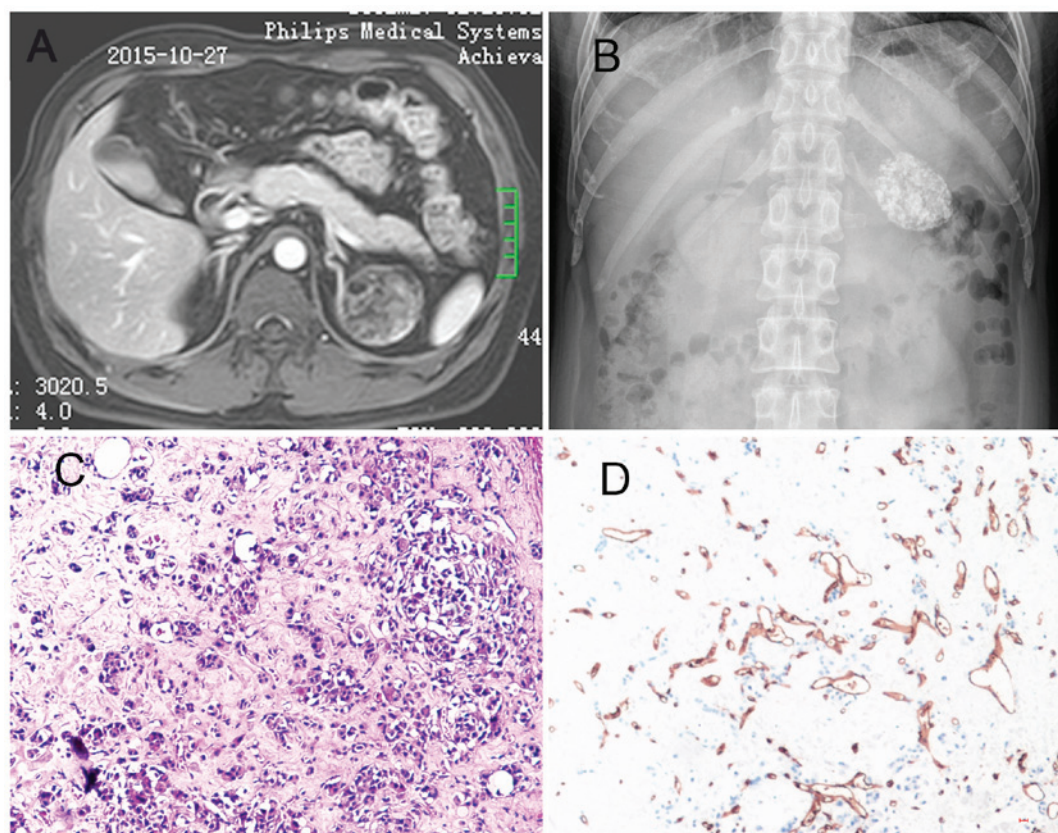 A
Philips Medical Systems
2015-10-27
Achieva
44
: 3020.5
: 4.0
B
C
D